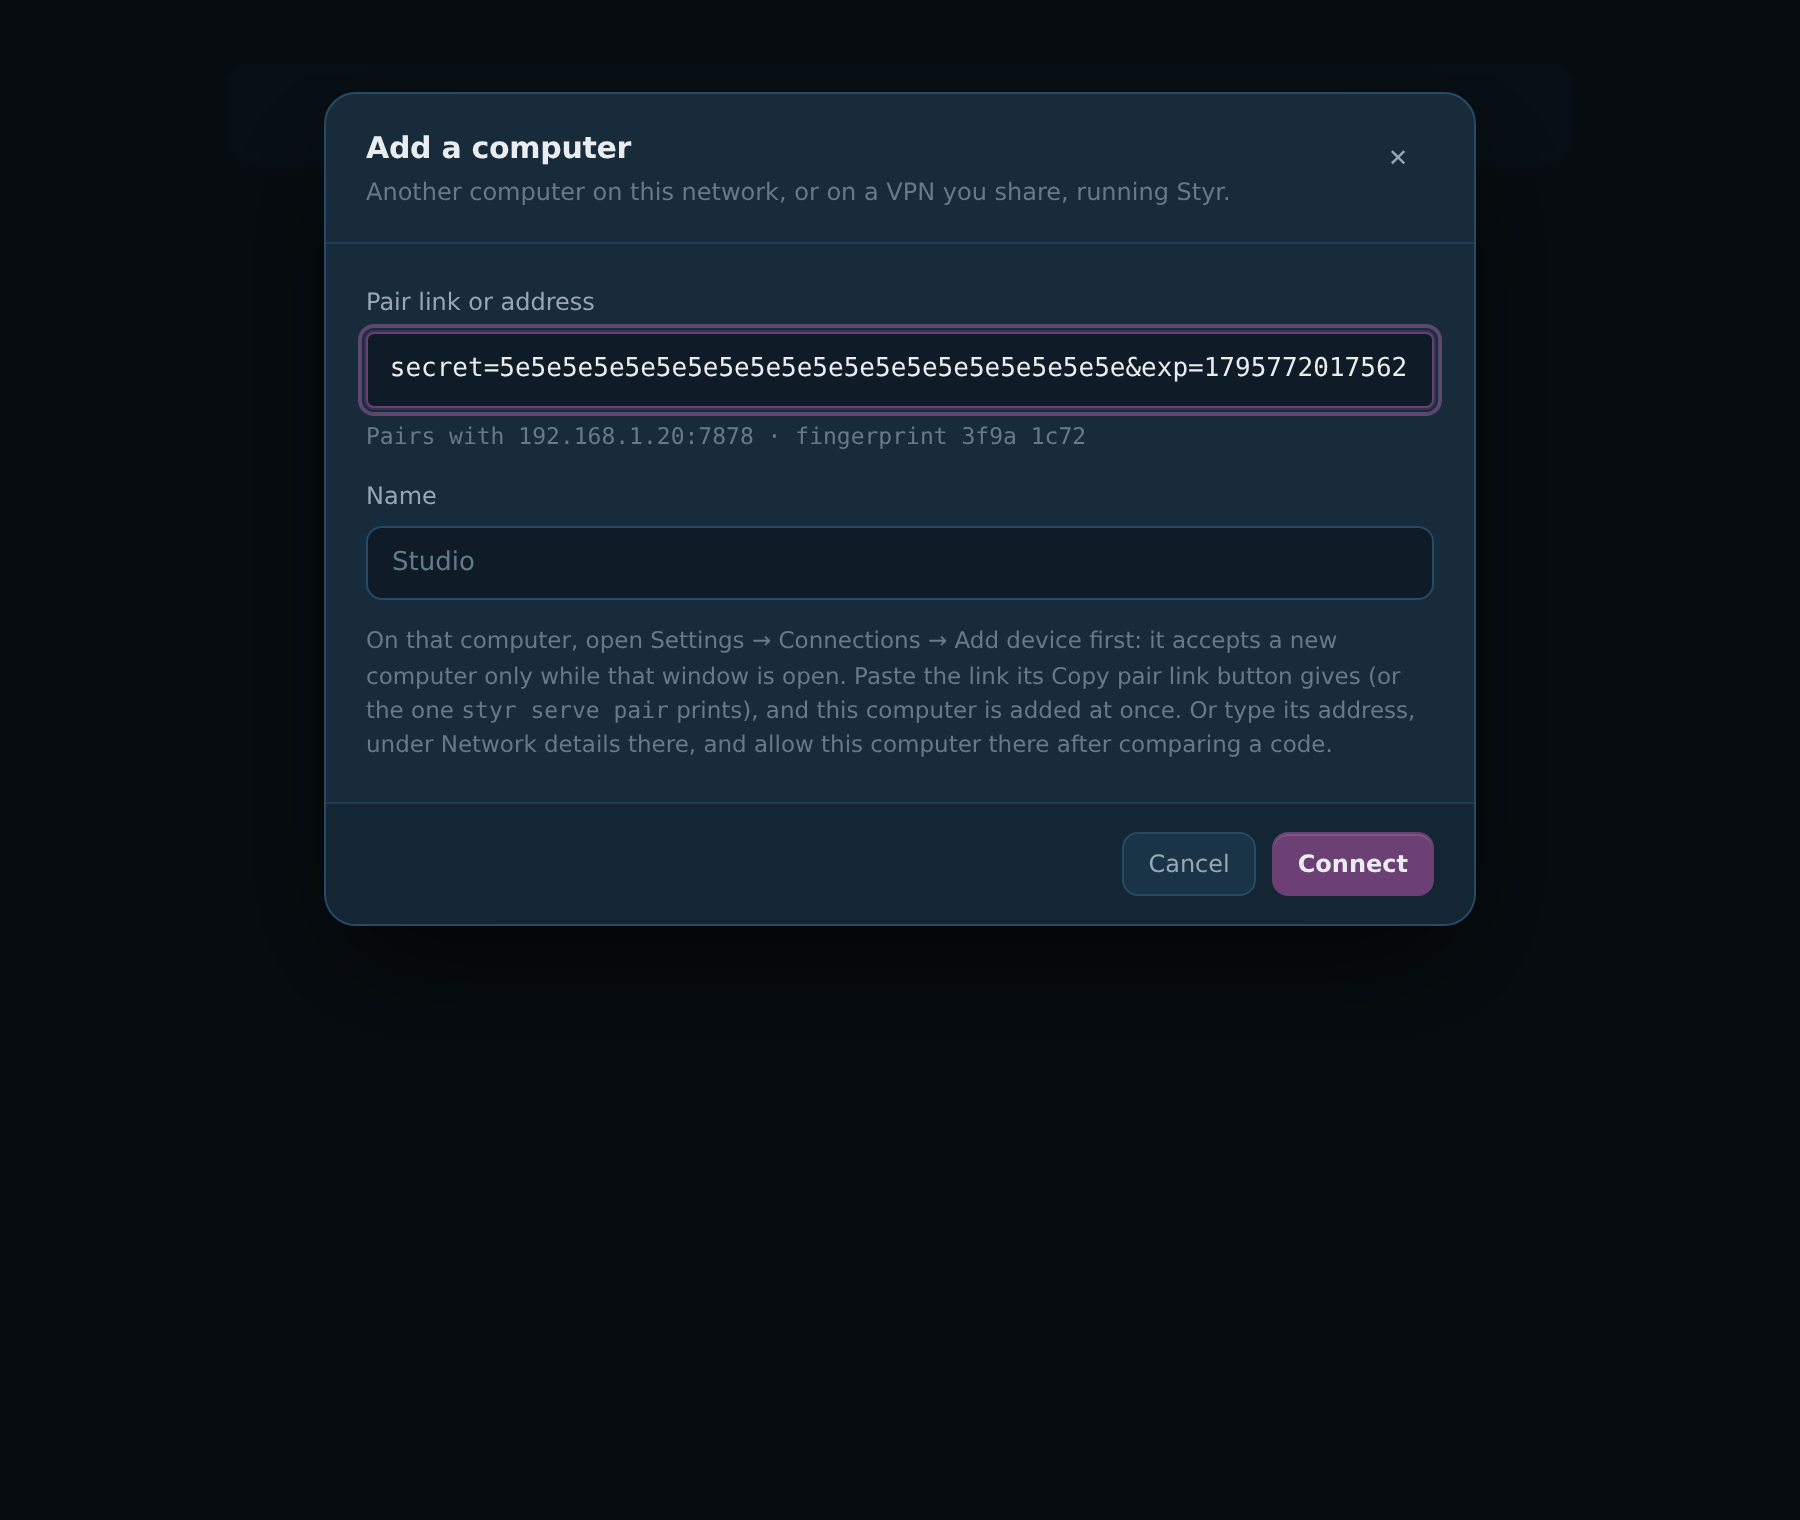 Add a computer
×
Another computer on this network, or on a VPN you share, running Styr.
Pair link or address
secret=5e5e5e5e5e5e5e5e5e5e5e5e5e5e5e5e5e5e5e5e&exp=1795772017562
Pairs with 192.168.1.20:7878 · fingerprint 3f9a 1c72
Name
Studio
On that computer, open Settings → Connections → Add device first: it accepts a new
computer only while that window is open. Paste the link its Copy pair link button gives (or
the one styr serve pair prints), and this computer is added at once. Or type its address,
under Network details there, and allow this computer there after comparing a code.
Cancel
Connect